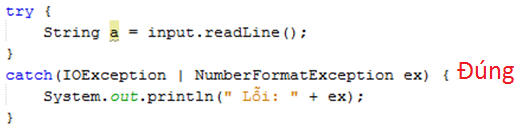 try {
String a = input.readLine();
}
catch(IOException | NumberFormatException ex) { Đúng
System.out.println(" Lỗi: " + ex);
}